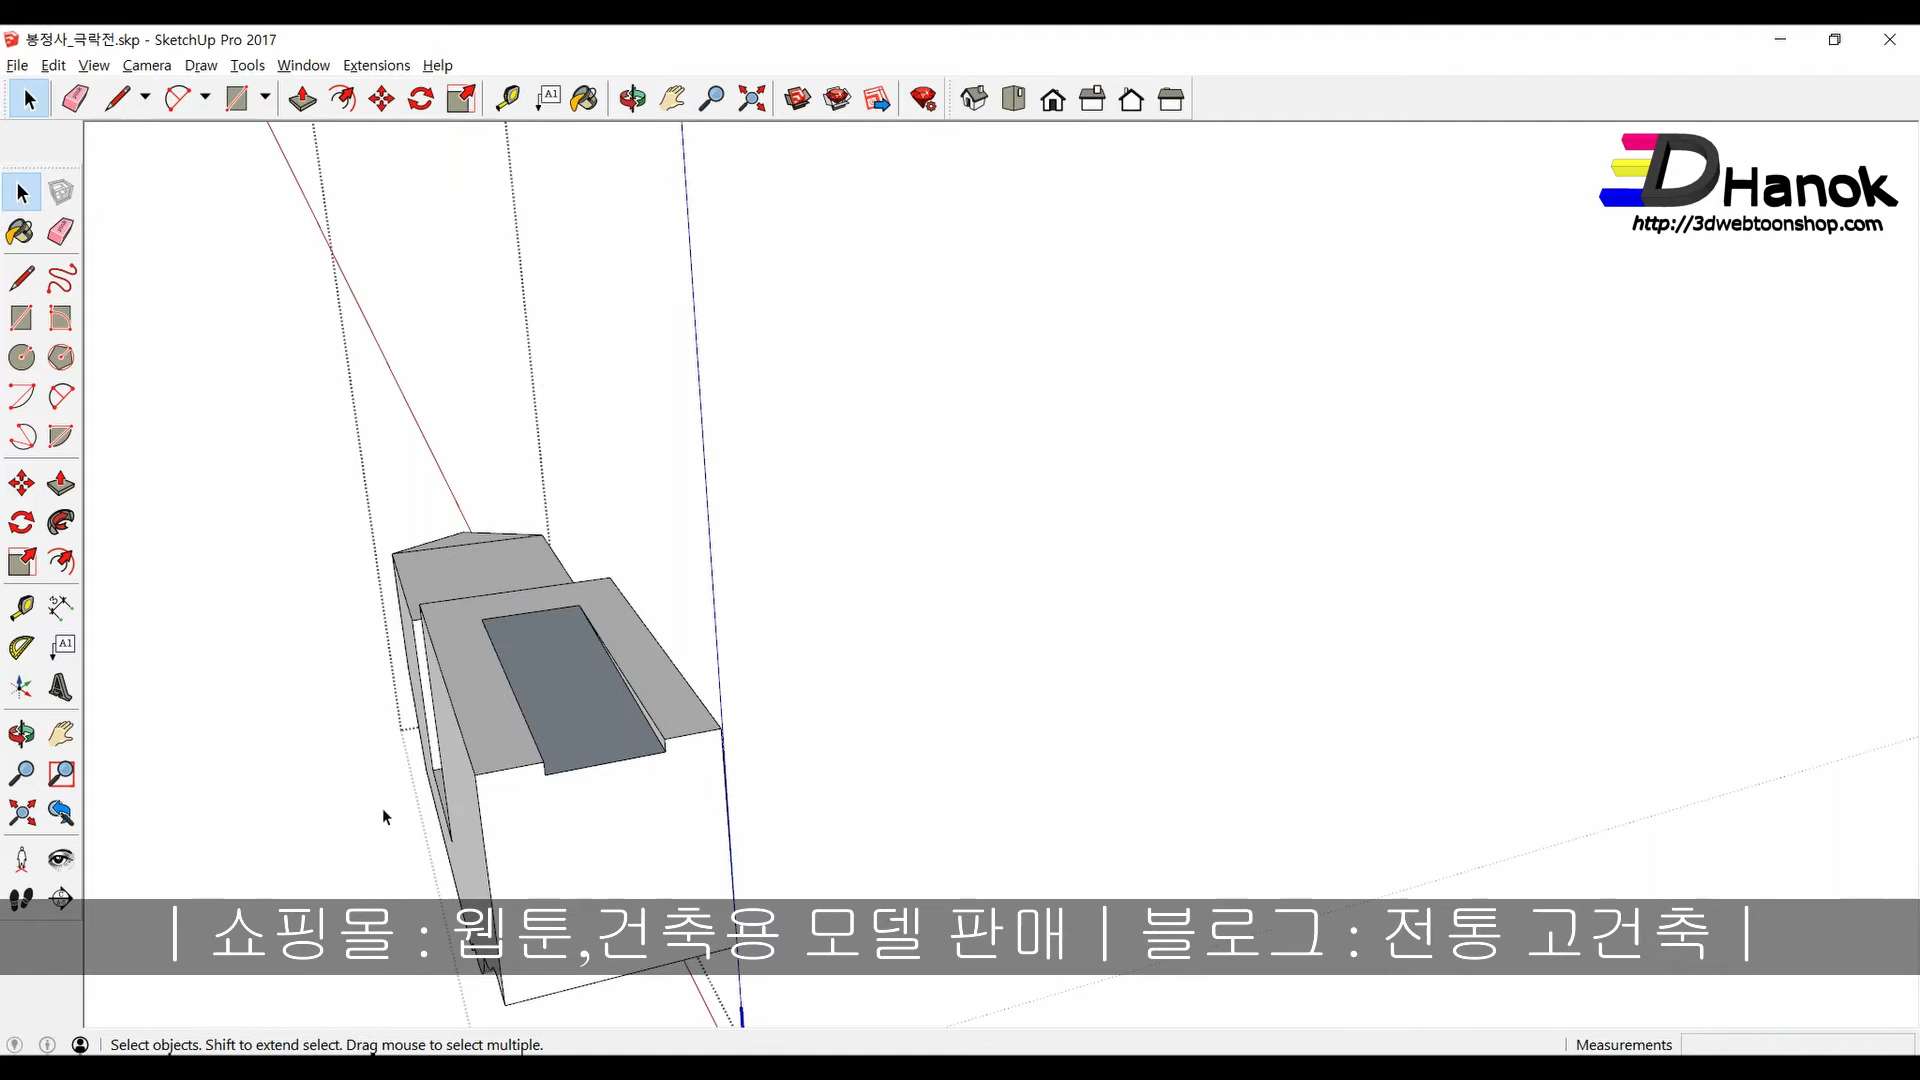 봉정사_극락전.skp - SketchUp Pro 2017
File Edit View Camera Draw Tools Window Extensions Help
A1
3D Hanok
http://3dwebtoonshop.com
A1
| 쇼핑몰 : 웹툰,건축용 모델 판매 | 블로그 : 전통 고건축 |
Select objects. Shift to extend select. Drag mouse to select multiple.
Measurements